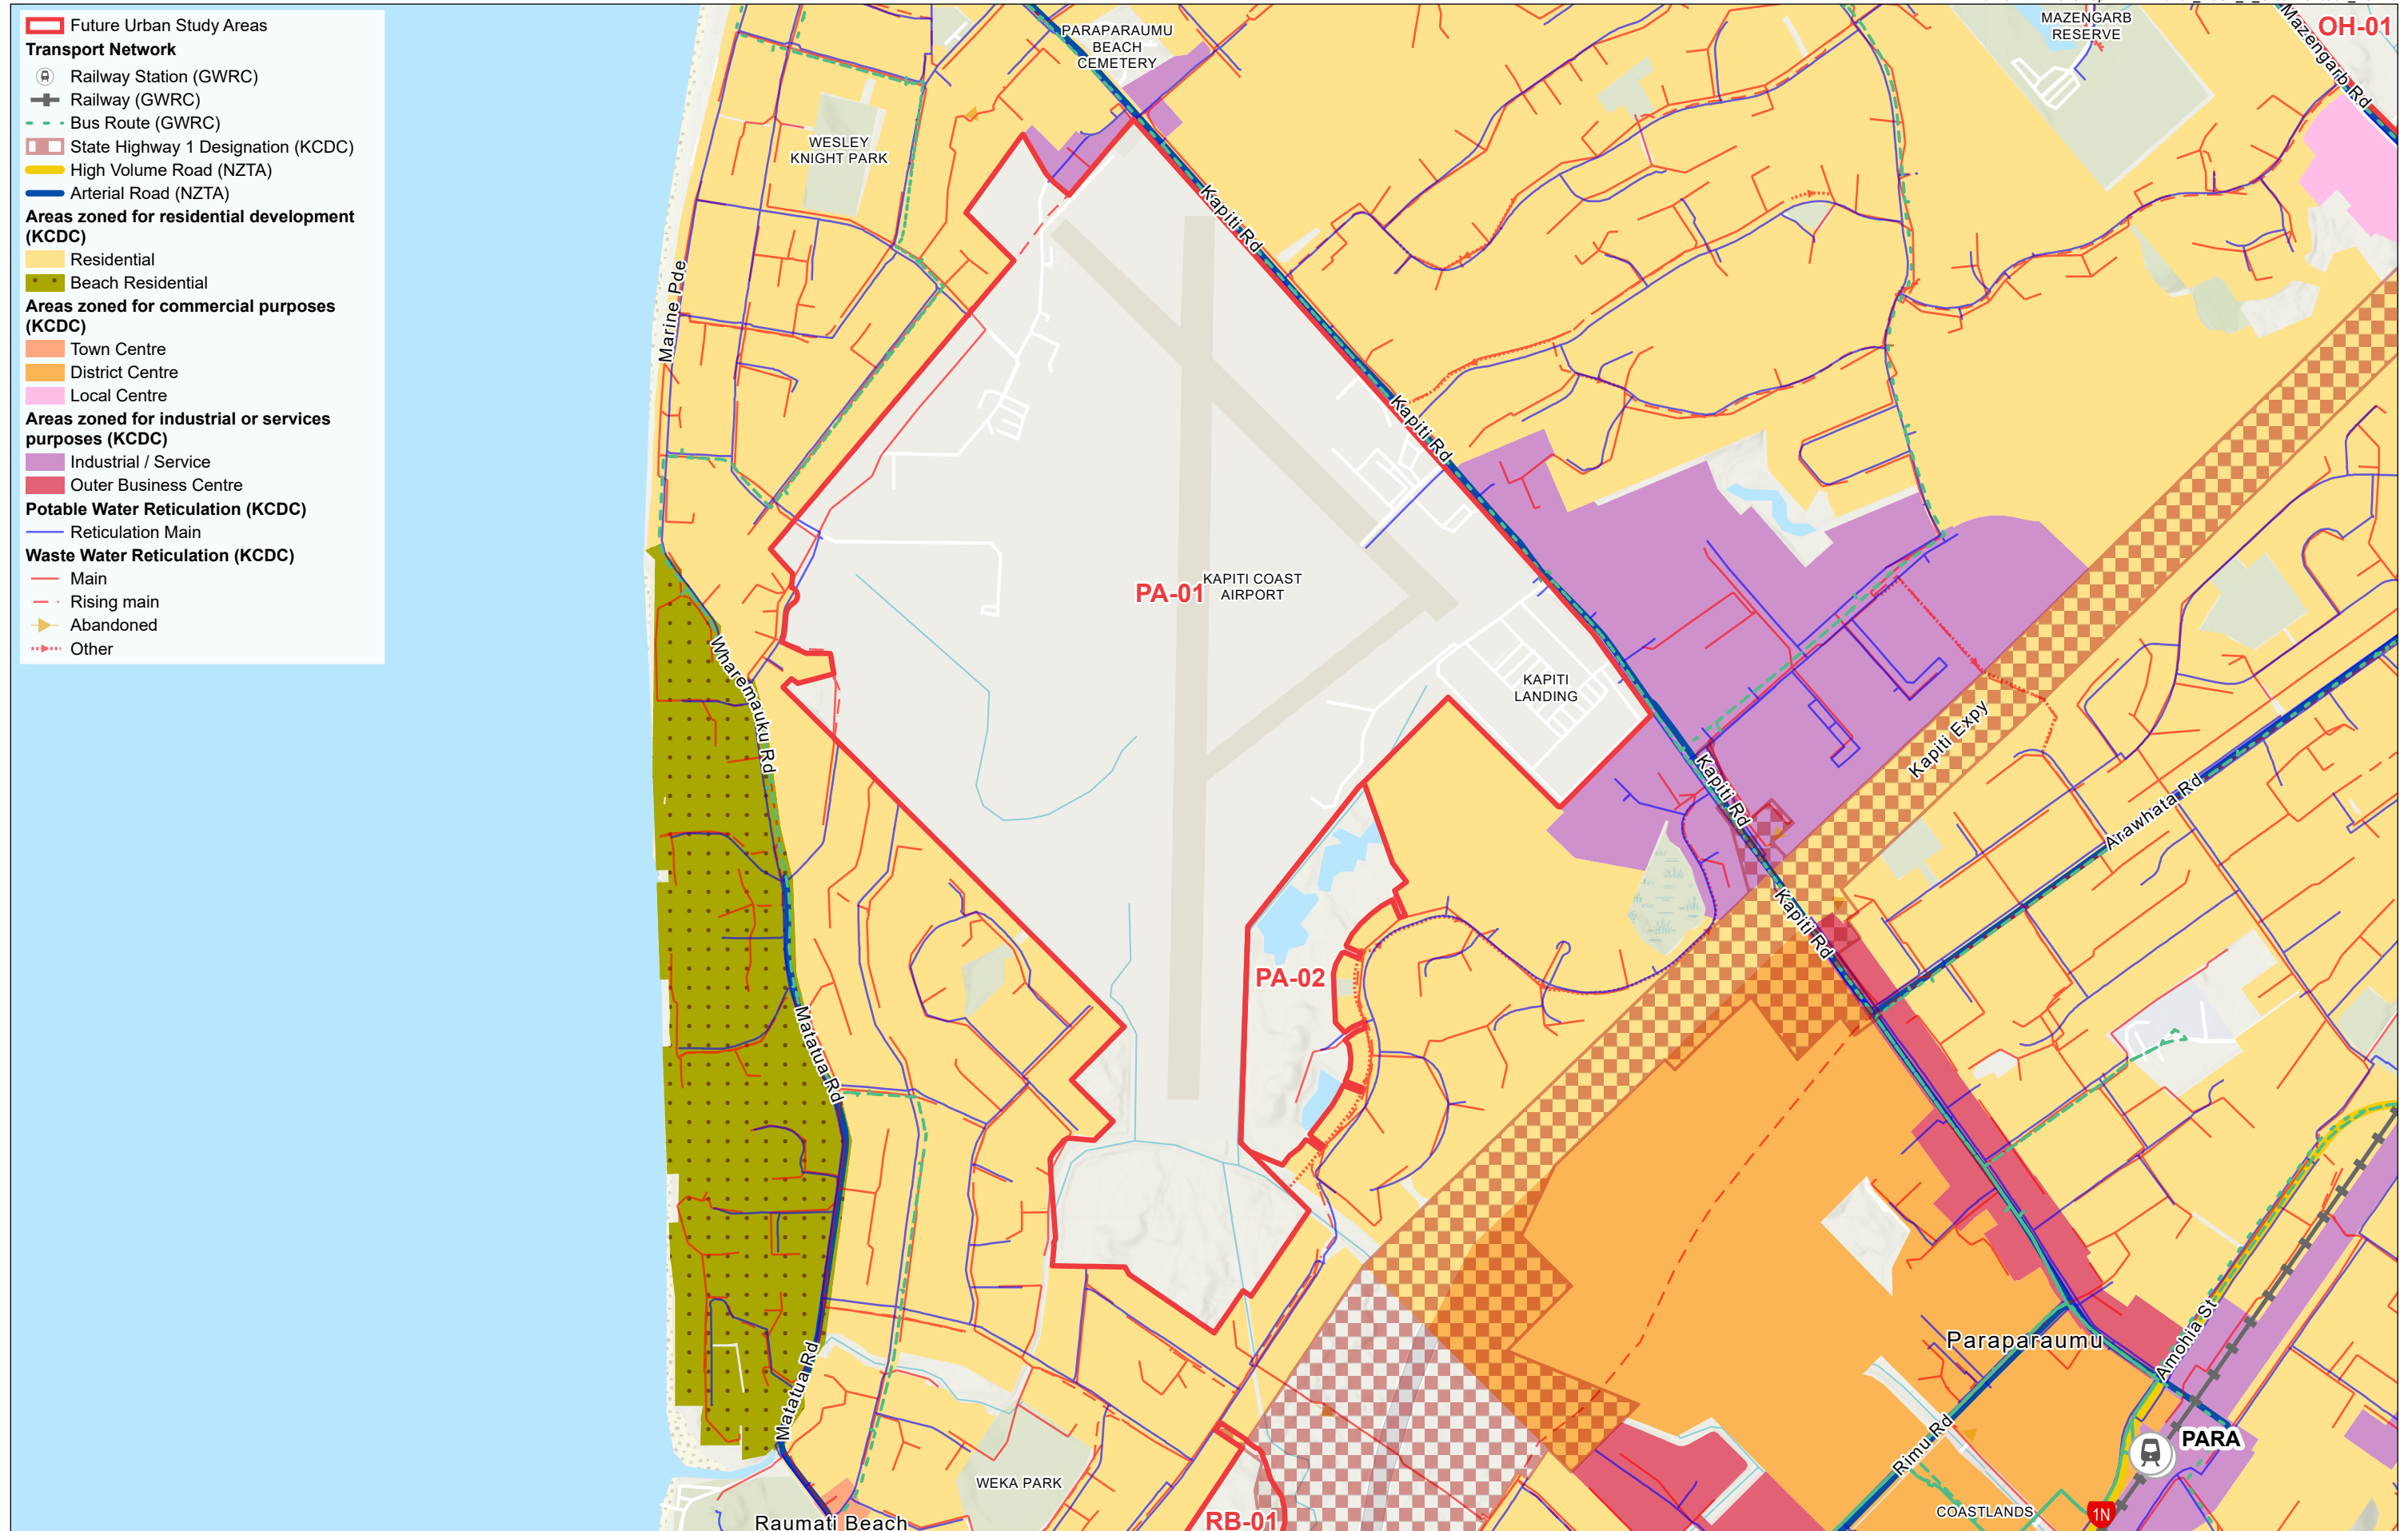 Future Urban Study Areas
Transport Network
Railway Station (GWRC)
Railway (GWRC)
Bus Route (GWRC)
State Highway 1 Designation (KCDC)
High Volume Road (NZTA)
Arterial Road (NZTA)
Areas zoned for residential development
(KCDC)
Residential
Beach Residential
Areas zoned for commercial purposes
(KCDC)
Town Centre
District Centre
Local Centre
Areas zoned for industrial or services
purposes (KCDC)
Industrial / Service
Outer Business Centre
Potable Water Reticulation (KCDC)
Reticulation Main
Waste Water Reticulation (KCDC)
Main
Rising main
Abandoned
Other
PARAPARAUMU
BEACH
CEMETERY
MAZENGARB
RESERVE
OH-01
Mazengarb Rd
WESLEY
KNIGHT PARK
Kapiti Rd
Marine Pde
Kapiti Rd
PA-01
KAPITI COAST
AIRPORT
KAPITI
LANDING
Wharemauku Rd
Kapiti Expy
Kapiti Rd
Arawhata Rd
Kapiti Rd
PA-02
Matatua Rd
Paraparaumu
Amohia St
Matatua Rd
Rimu Rd
PARA
WEKA PARK
COASTLANDS
1N
Raumati Beach
RB-01